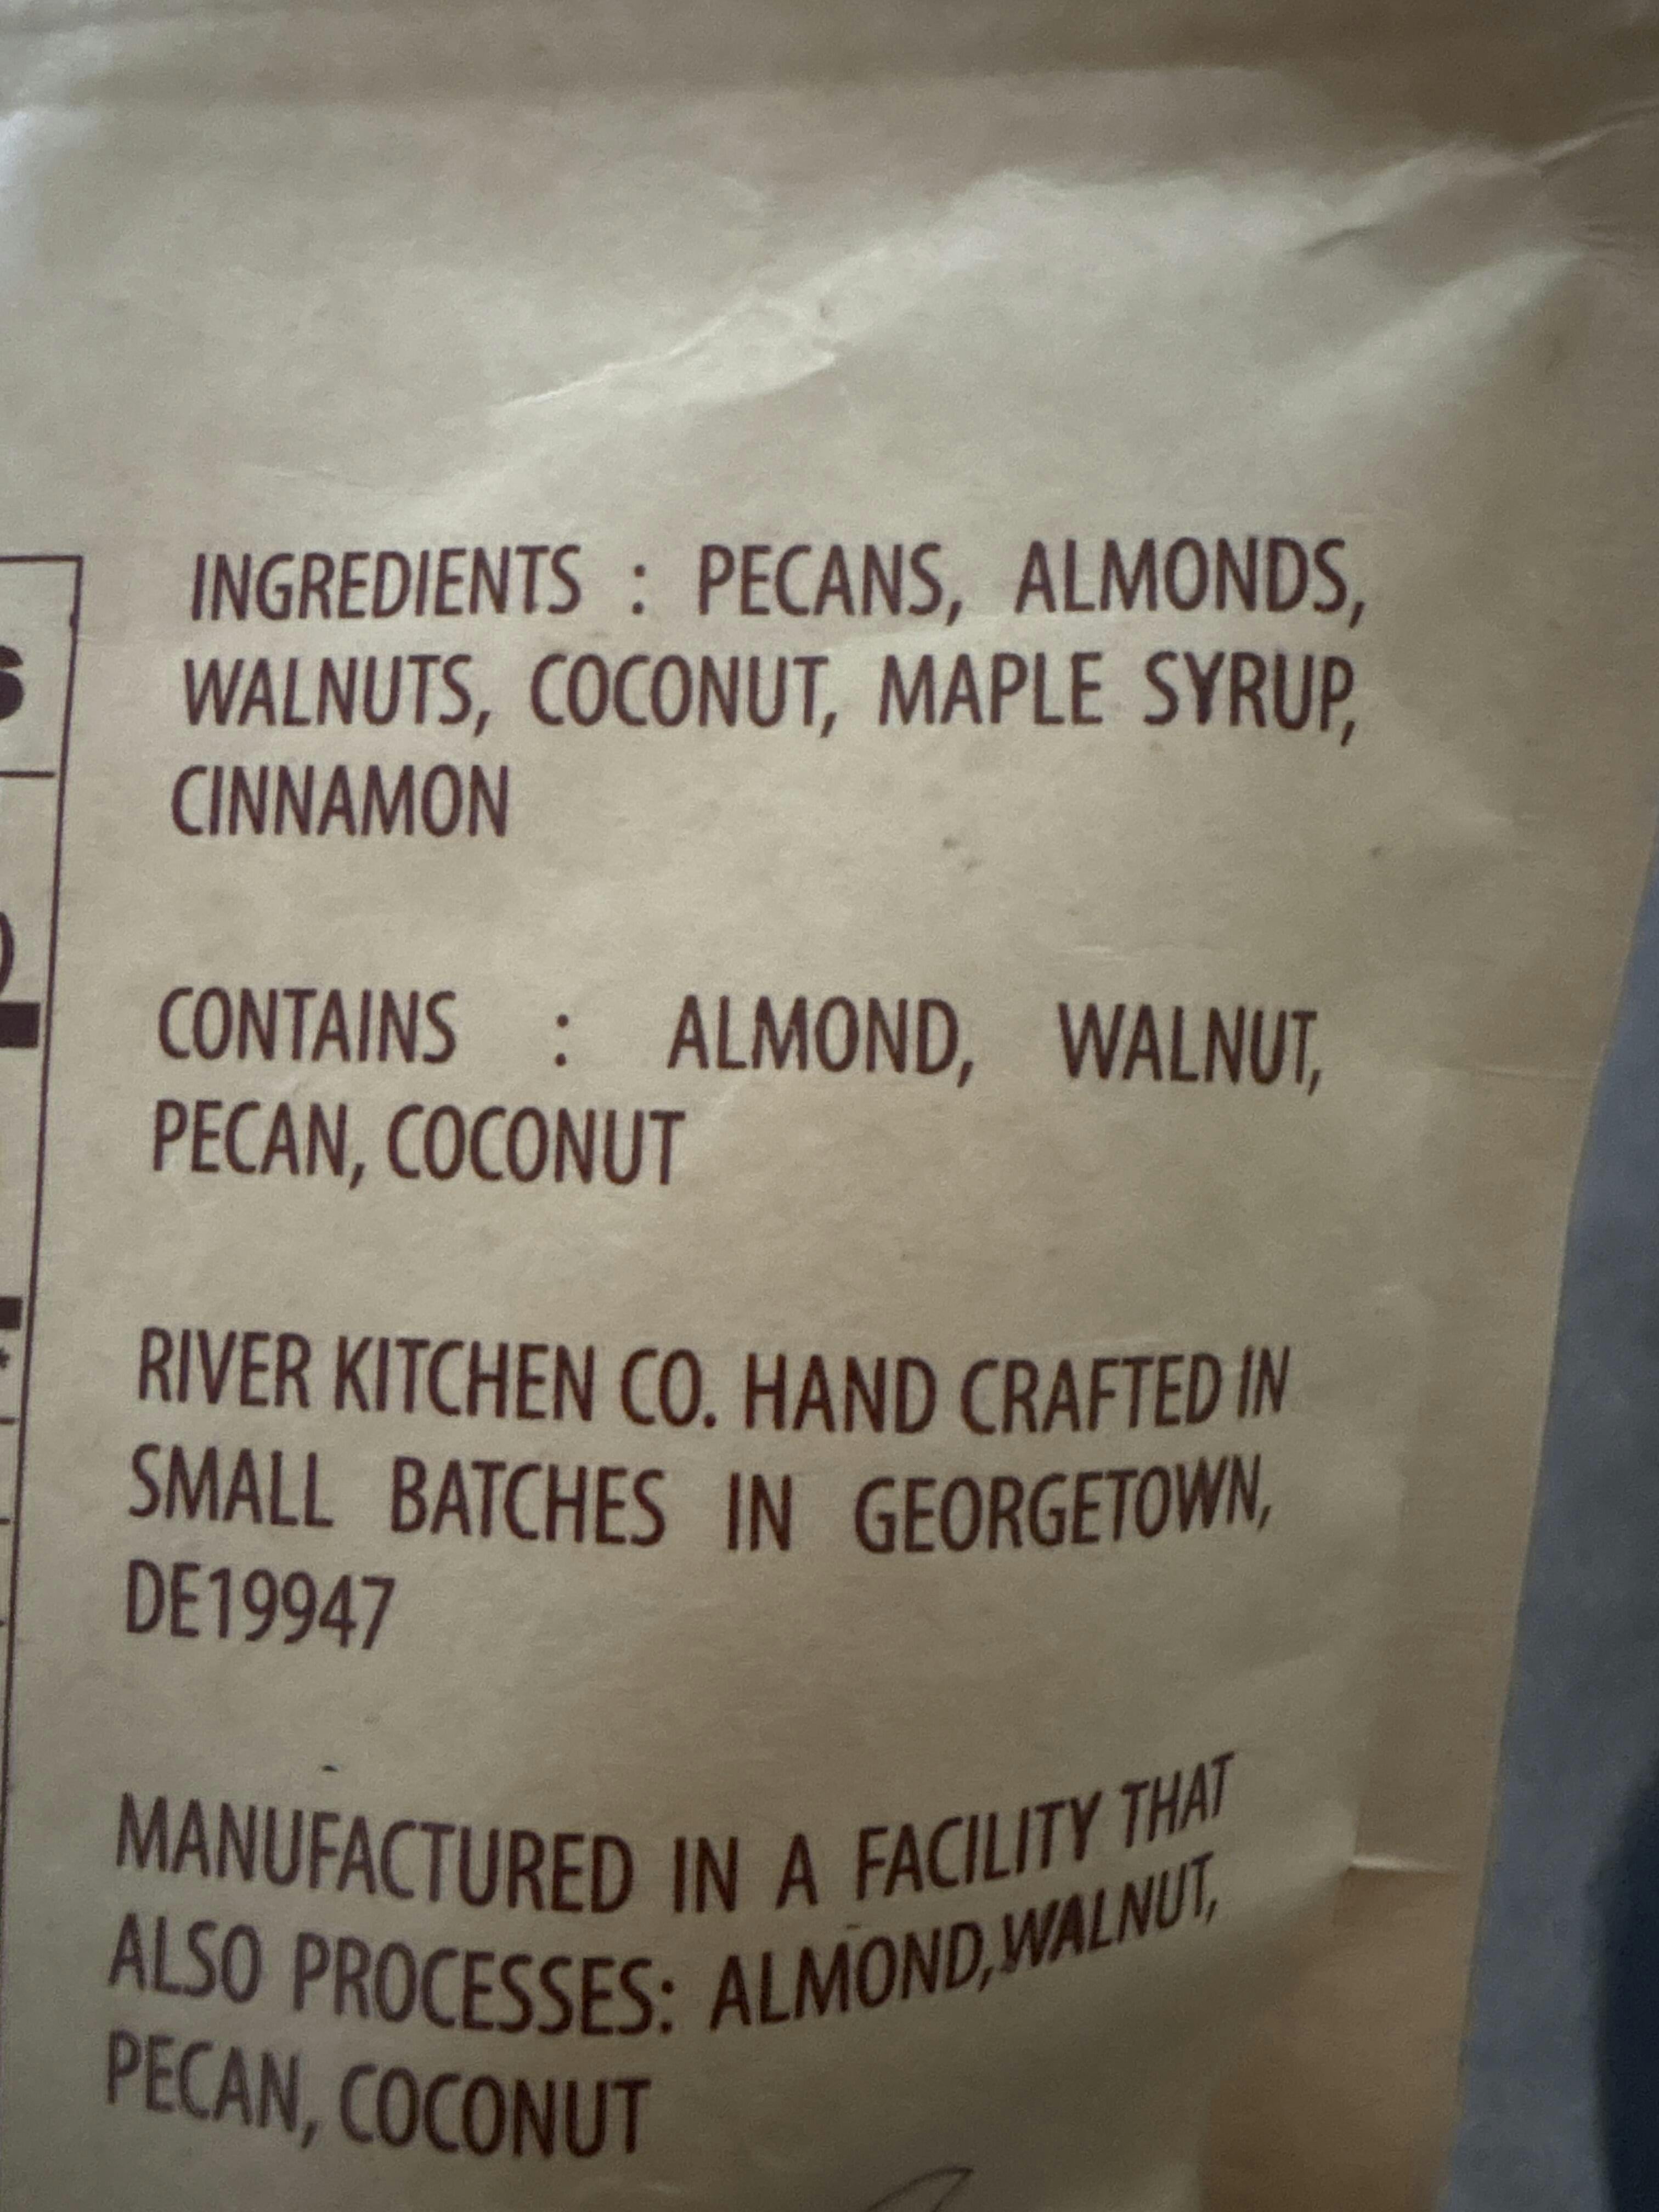 INGREDIENTS : PECANS, ALMONDS,
WALNUTS, COCONUT, MAPLE SYRUP,
CINNAMON
CONTAINS : ALMOND, WALNUT,
PECAN, COCONUT
RIVER KITCHEN CO. HAND CRAFTED IN
SMALL BATCHES IN GEORGETOWN,
DE19947
MANUFACTURED IN A FACILITY THAT
ALSO PROCESSES: ALMOND,WALNUT,
PECAN, COCONUT